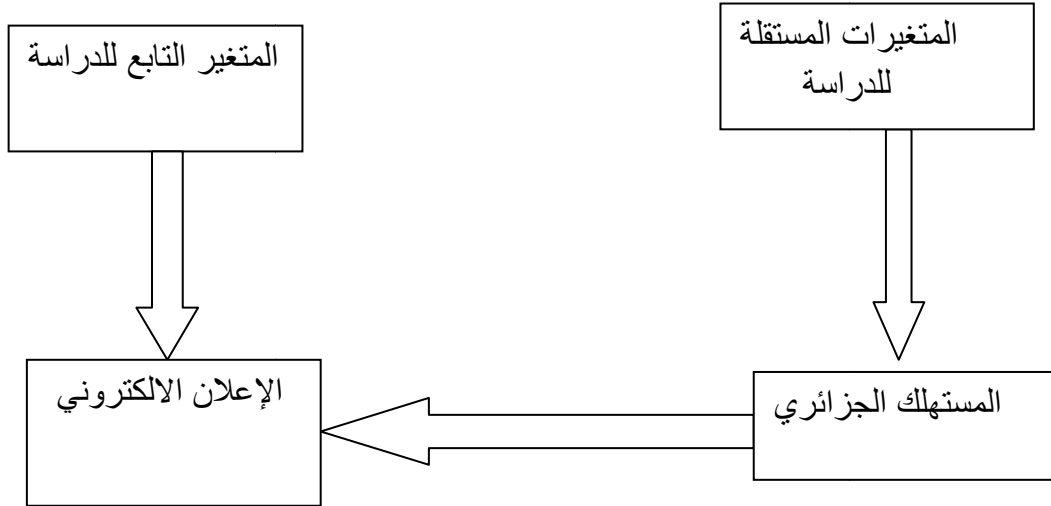 المتغيرات المستقلة
للدراسة
المتغير التابع للدراسة
المستهلك الجزائري
الإعلان الالكتروني